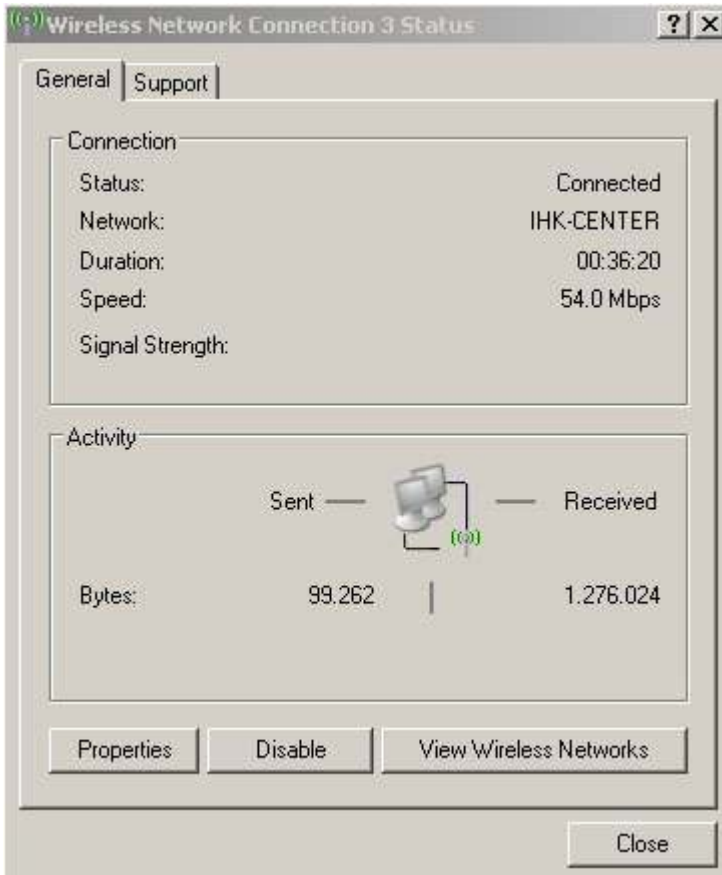 Wireless Network Connection 3 Status
General Support
Connection
Status: Connected
Network: IHK-CENTER
Duration: 00:36:20
Speed: 54.0 Mbps
Signal Strength:
Activity
Sent Received
Bytes: 99.262 1.276.024
Properties Disable View Wireless Networks
Close